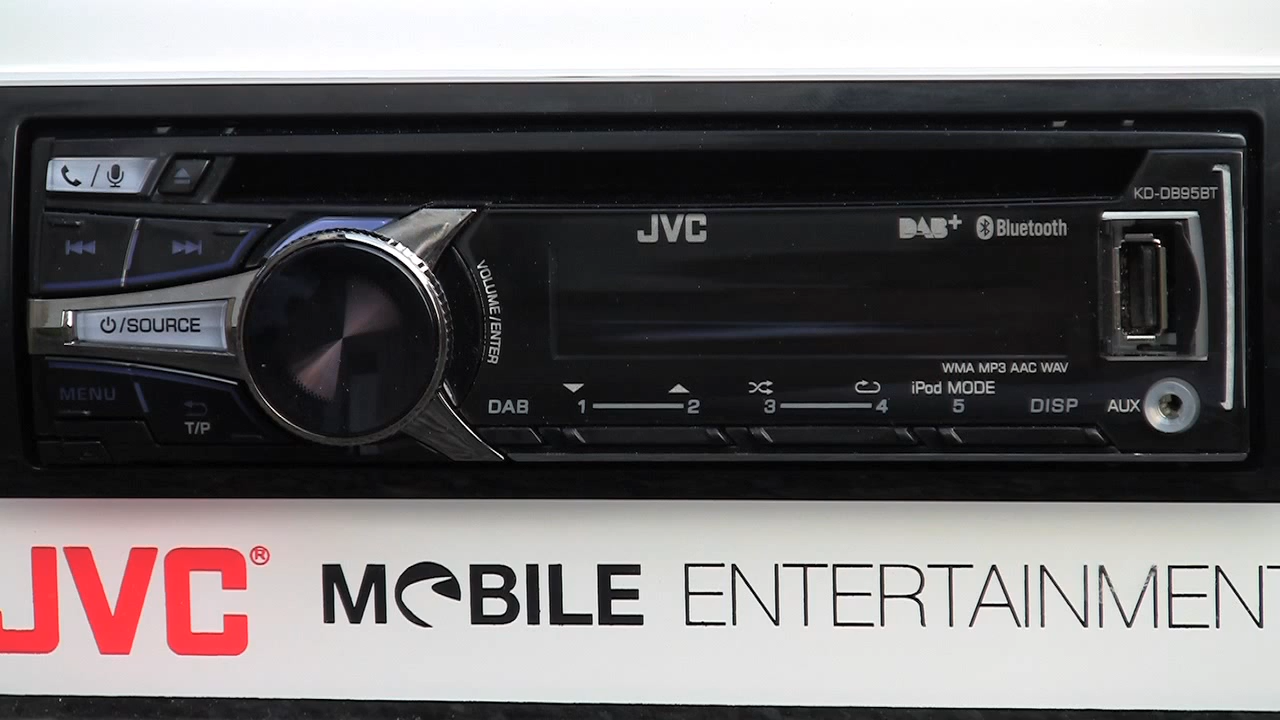 KD-DB95BT
JVC
DAB+ Bluetooth
VOLUME/ENTER
/SOURCE
WMA MP3 AAC WAV
iPod MODE
MENU
DAB 1 2 3 4 5 DISP AUX
T/P
JVC® MOBILE ENTERTAINMENT